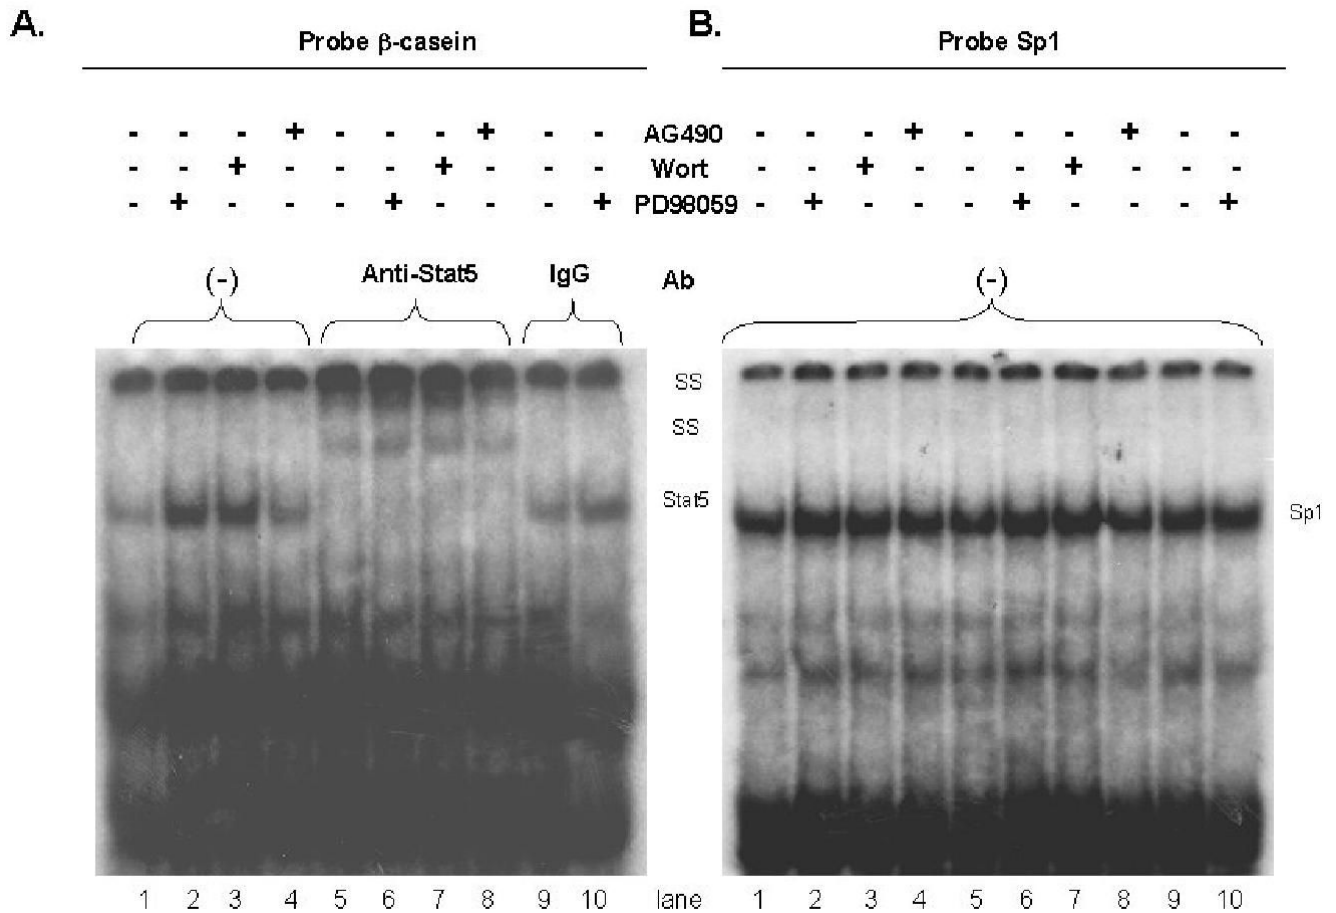 A.
Probe β-casein
B.
Probe Sp1
- - - + - - - + - - AG490 - - - + - - - + - -
- - + - - - + - - - Wort - - + - - - + - - -
- + - - - + - - - + PD98059 - + - - - + - - - +
(-) Anti-Stat5 IgG Ab (-)
SS
SS
Stat5
Sp1
1 2 3 4 5 6 7 8 9 10 lane 1 2 3 4 5 6 7 8 9 10